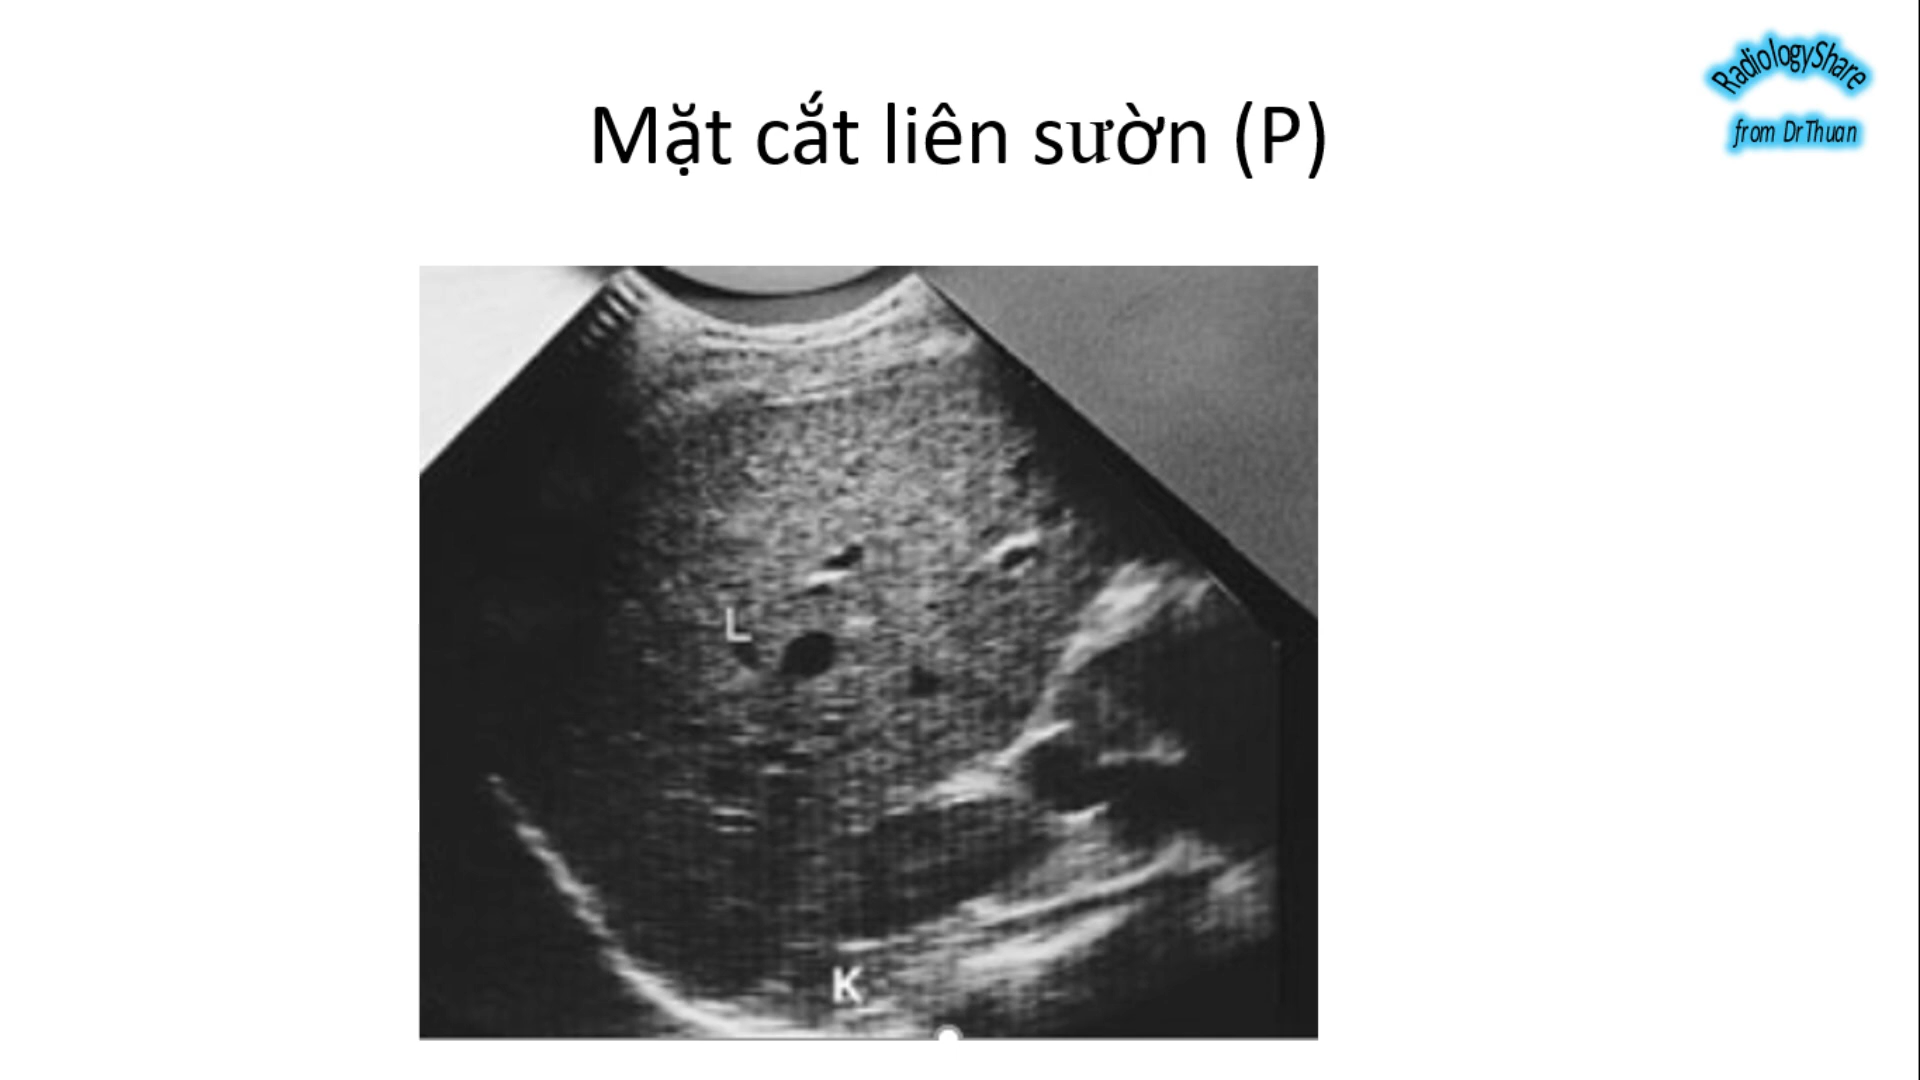 RadiologyShare
from DrThuan
Mặt cắt liên sườn (P)
L
K